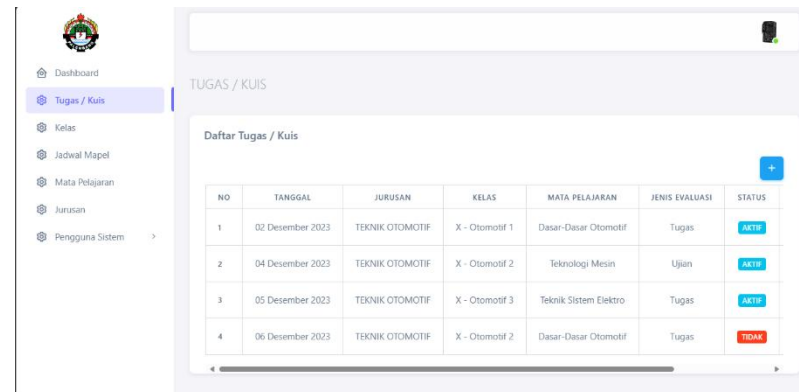 Dashboard
Tugas / Kuis
Kelas
Jadwal Mapel
Mata Pelajaran
Jurusan
Pengguna Sistem
TUGAS / KUIS
Daftar Tugas / Kuis
+
NO TANGGAL JURUSAN KELAS MATA PELAJARAN JENIS EVALUASI STATUS
1 02 Desember 2023 TEKNIK OTOMOTIF X - Otomotif 1 Dasar-Dasar Otomotif Tugas AKTIF
2 04 Desember 2023 TEKNIK OTOMOTIF X - Otomotif 2 Teknologi Mesin Ujian AKTIF
3 05 Desember 2023 TEKNIK OTOMOTIF X - Otomotif 3 Teknik Sistem Elektro Tugas AKTIF
4 06 Desember 2023 TEKNIK OTOMOTIF X - Otomotif 2 Dasar-Dasar Otomotif Tugas TIDAK